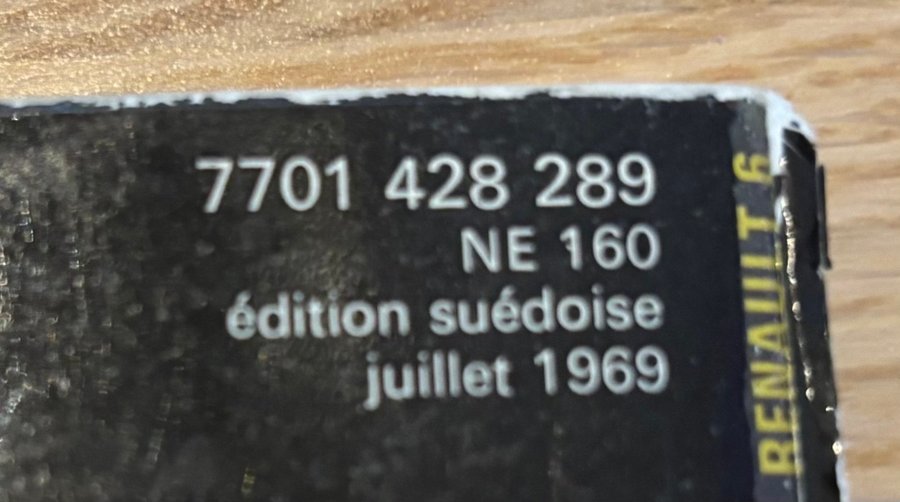 7701 428 289
NE 160
édition suédoise
juillet 1969
RENAULT 6